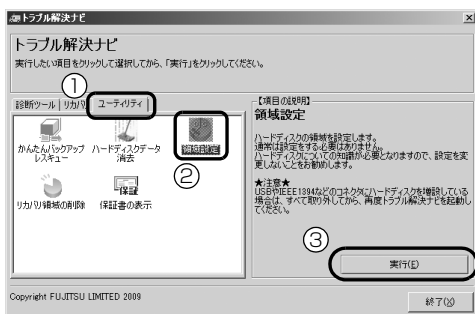 トラブル解決ナビ
トラブル解決ナビ
実行したい項目をクリックして選択してから、「実行」をクリックしてください。
①
診断ツール
リカバリ
ユーティリティ
かんたんバックアップ
レスキュー
ハードディスクデータ
消去
領域設定
②
リカバリ領域の削除
保証書の表示
保証
【項目の説明】
領域設定
ハードディスクの領域を設定します。
通常は設定をする必要はありません。
ハードディスクについての知識が必要となりますので、設定を変
更しないことをお勧めします。
★注意★
USBやIEEE1394などのコネクタにハードディスクを増設している
場合は、すべて取り外してから、再度トラブル解決ナビを起動し
てください。
③
実行(E)
Copyright FUJITSU LIMITED 2009
終了(X)